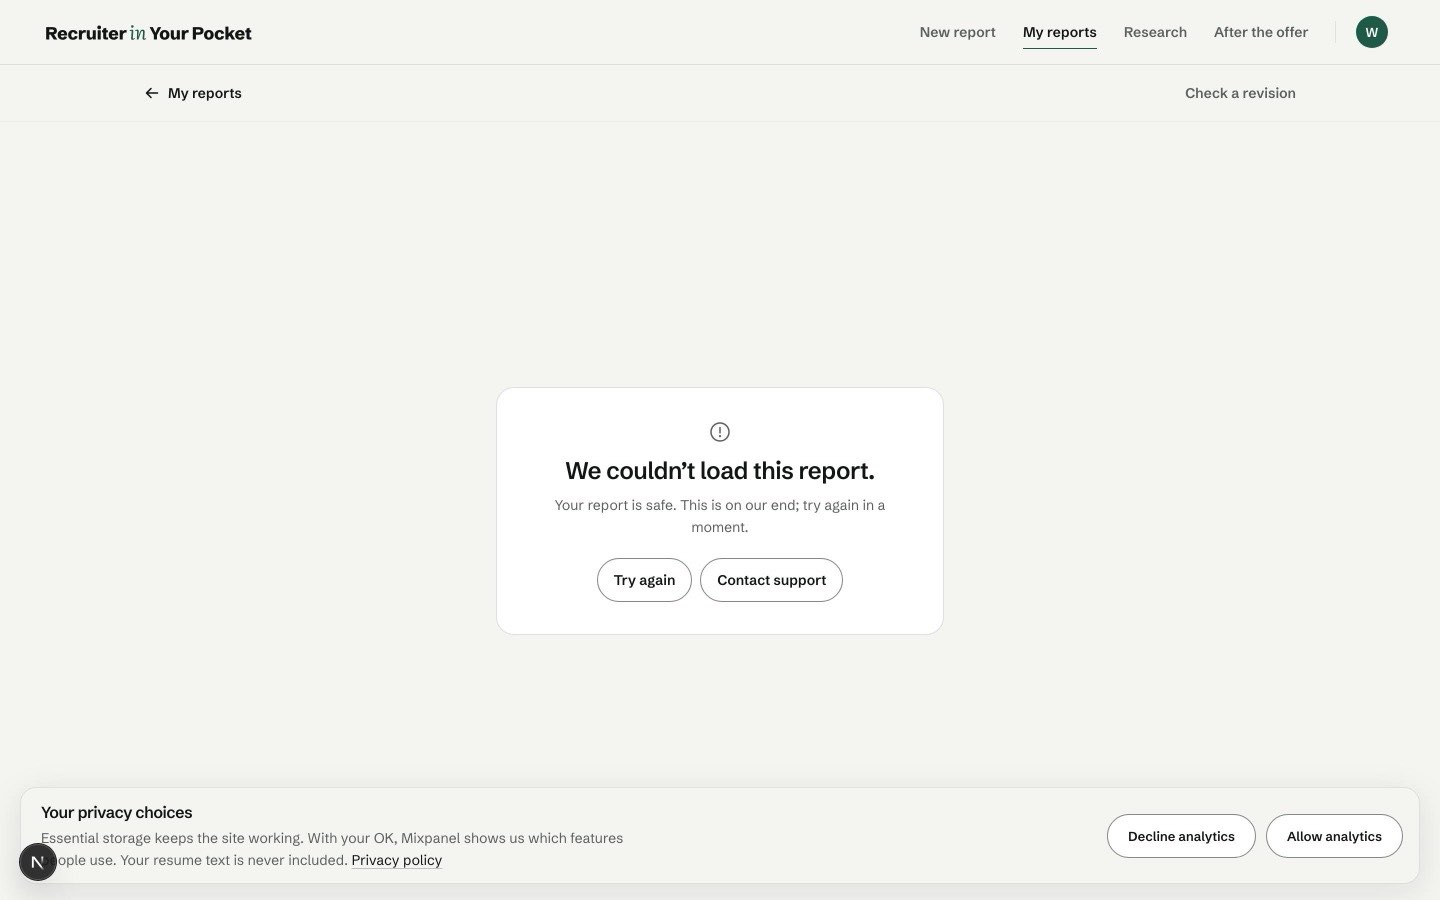 Recruiter in Your Pocket
New report
My reports
Research
After the offer
W
← My reports
Check a revision
We couldn’t load this report.
Your report is safe. This is on our end; try again in a
moment.
Try again
Contact support
Your privacy choices
Essential storage keeps the site working. With your OK, Mixpanel shows us which features
people use. Your resume text is never included. Privacy policy
Decline analytics
Allow analytics
N